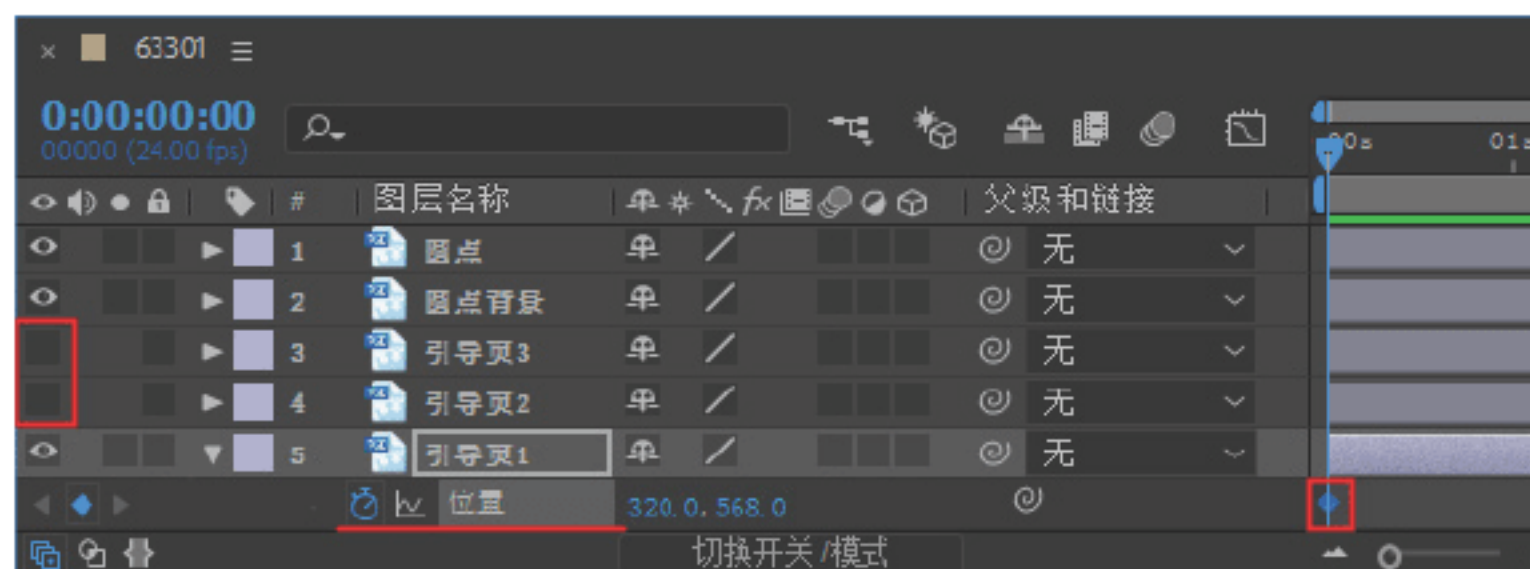 × 63301
0:00:00:00
00000 (24.00 fps)
00s 01s
# 图层名称 fx 父级和链接
1 圆点 无
2 圆点背景 无
3 引导页3 无
4 引导页2 无
5 引导页1 无
位置 320.0,568.0
切换开关/模式